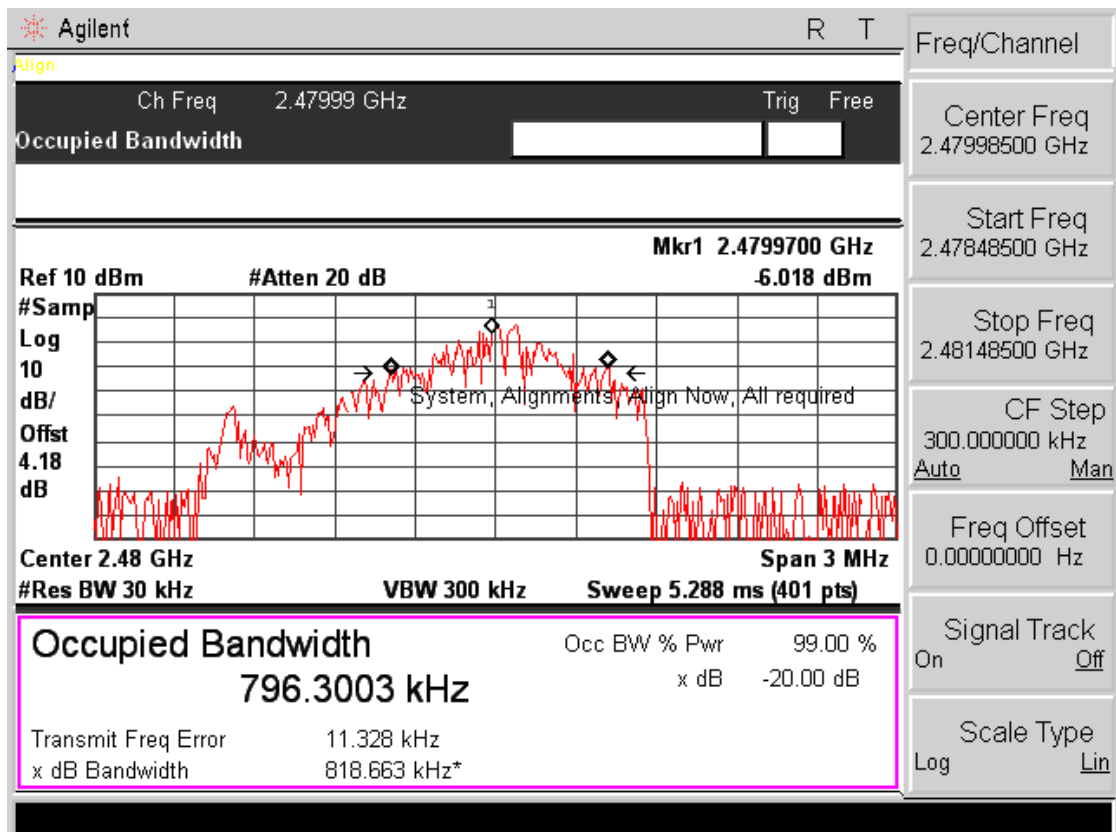 Agilent R T
Align
Ch Freq 2.47999 GHz Trig Free
Occupied Bandwidth
Mkr1 2.4799700 GHz
Ref 10 dBm #Atten 20 dB -6.018 dBm
#Samp
Log
10
dB/
Offst
4.18
dB
1
System, Alignments, Align Now, All required
Center 2.48 GHz Span 3 MHz
#Res BW 30 kHz VBW 300 kHz Sweep 5.288 ms (401 pts)
Occupied Bandwidth
796.3003 kHz
Occ BW % Pwr 99.00 %
x dB -20.00 dB
Transmit Freq Error 11.328 kHz
x dB Bandwidth 818.663 kHz*
Freq/Channel
Center Freq
2.47998500 GHz
Start Freq
2.47848500 GHz
Stop Freq
2.48148500 GHz
CF Step
300.000000 kHz
Auto Man
Freq Offset
0.00000000 Hz
Signal Track
On Off
Scale Type
Log Lin